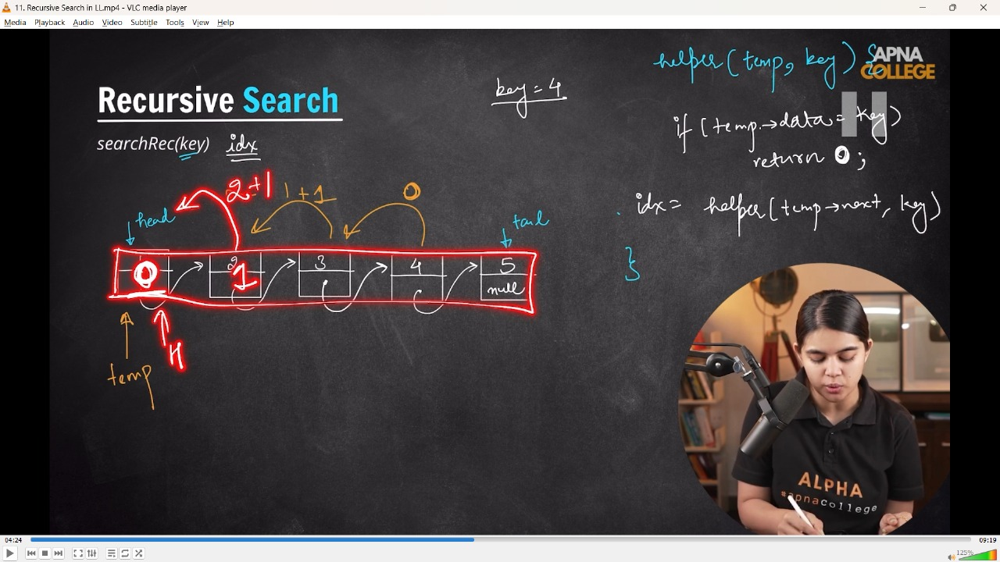 11. Recursive Search in LL.mp4 - VLC media player
Media Playback Audio Video Subtitle Tools View Help
helper(temp, key) {
APNA
COLLEGE
key = 4
Recursive Search
if (temp.→data = key)
searchRec(key) idx
return 0;
2+1 1+1 0
idx = helper(temp→next, key)
head tail
2 3 4 5
0 1 null
}
H
temp
ALPHA
#apnacollege
04:24 09:19
125%